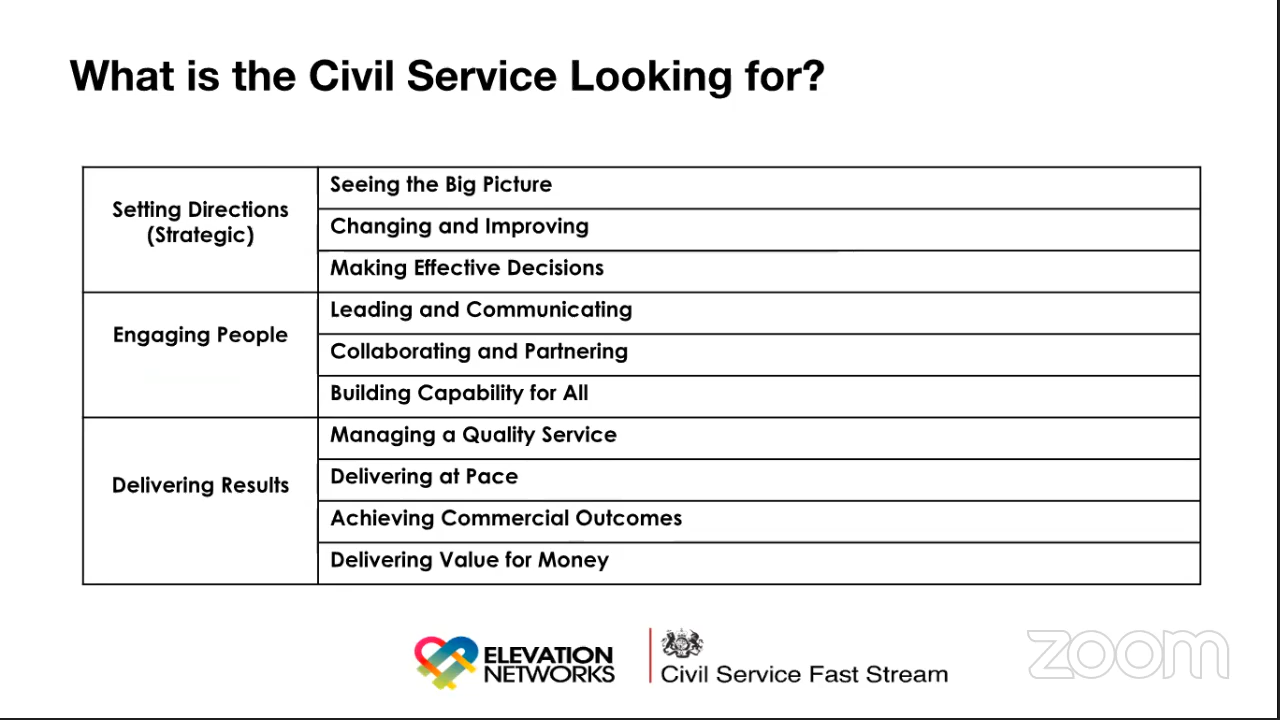 What is the Civil Service Looking for?
Setting Directions
(Strategic)
Seeing the Big Picture
Changing and Improving
Making Effective Decisions
Engaging People
Leading and Communicating
Collaborating and Partnering
Building Capability for All
Delivering Results
Managing a Quality Service
Delivering at Pace
Achieving Commercial Outcomes
Delivering Value for Money
ELEVATION
NETWORKS
Civil Service Fast Stream
zoom